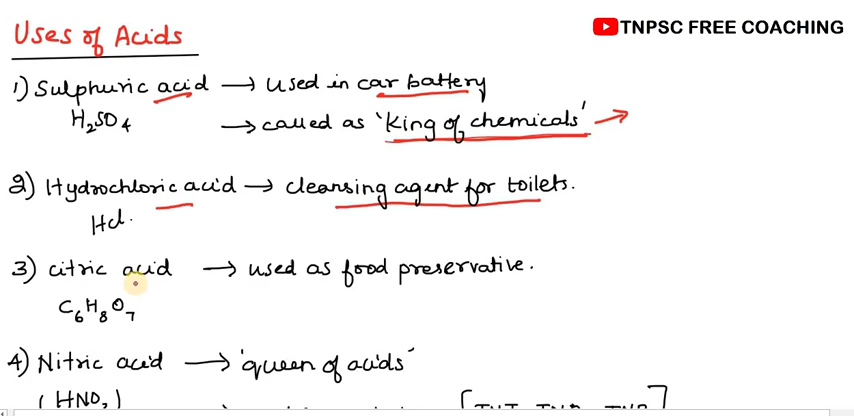 Uses of Acids
TNPSC FREE COACHING
1) Sulphuric acid → used in car battery
H₂SO₄ → called as 'King of chemicals' →
2) Hydrochloric acid → cleansing agent for toilets.
Hcl.
3) citric acid → used as food preservative.
C₆H₈O₇
4) Nitric acid → 'queen of acids'